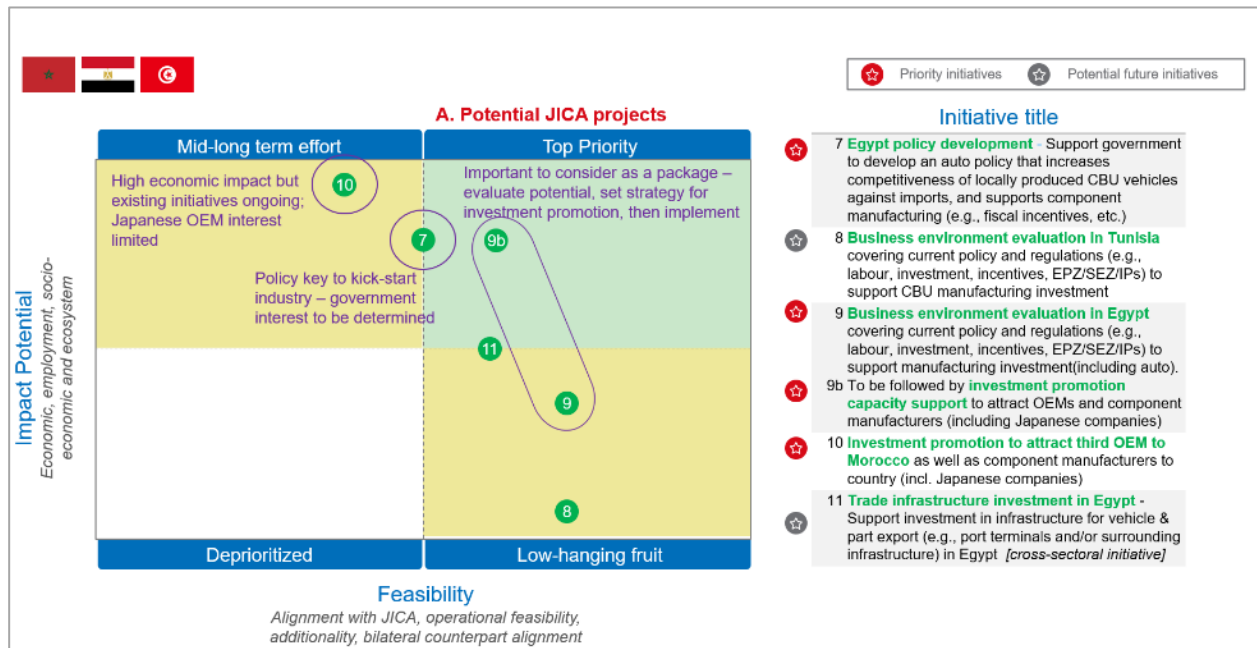 Priority initiatives
Potential future initiatives
A. Potential JICA projects
Initiative title
Mid-long term effort
Top Priority
High economic impact but
existing initiatives ongoing;
Japanese OEM interest
limited
10
Important to consider as a package –
evaluate potential, set strategy for
investment promotion, then implement
7
9b
Policy key to kick-start
industry – government
interest to be determined
11
9
8
Deprioritized
Low-hanging fruit
Impact Potential
Economic, employment, socio-
economic and ecosystem
Feasibility
Alignment with JICA, operational feasibility,
additionality, bilateral counterpart alignment
7 Egypt policy development - Support government
to develop an auto policy that increases
competitiveness of locally produced CBU vehicles
against imports, and supports component
manufacturing (e.g., fiscal incentives, etc.)
8 Business environment evaluation in Tunisia
covering current policy and regulations (e.g.,
labour, investment, incentives, EPZ/SEZ/IPs) to
support CBU manufacturing investment
9 Business environment evaluation in Egypt
covering current policy and regulations (e.g.,
labour, investment, incentives, EPZ/SEZ/IPs) to
support manufacturing investment(including auto).
9b To be followed by investment promotion
capacity support to attract OEMs and component
manufacturers (including Japanese companies)
10 Investment promotion to attract third OEM to
Morocco as well as component manufacturers to
country (incl. Japanese companies)
11 Trade infrastructure investment in Egypt -
Support investment in infrastructure for vehicle &
part export (e.g., port terminals and/or surrounding
infrastructure) in Egypt [cross-sectoral initiative]